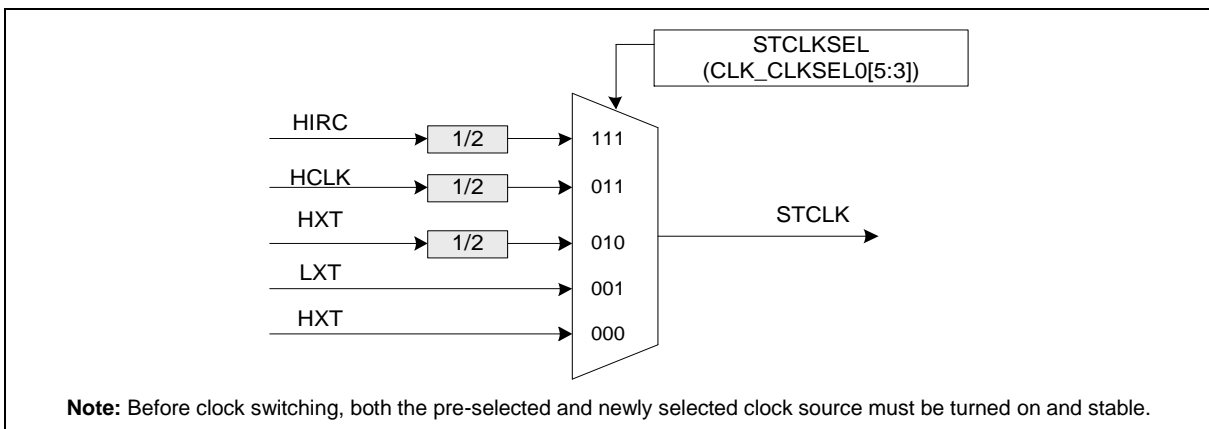 STCLKSEL
(CLK_CLKSEL0[5:3])
HIRC
1/2
111
HCLK
1/2
011
HXT
1/2
010
STCLK
LXT
001
HXT
000
Note: Before clock switching, both the pre-selected and newly selected clock source must be turned on and stable.